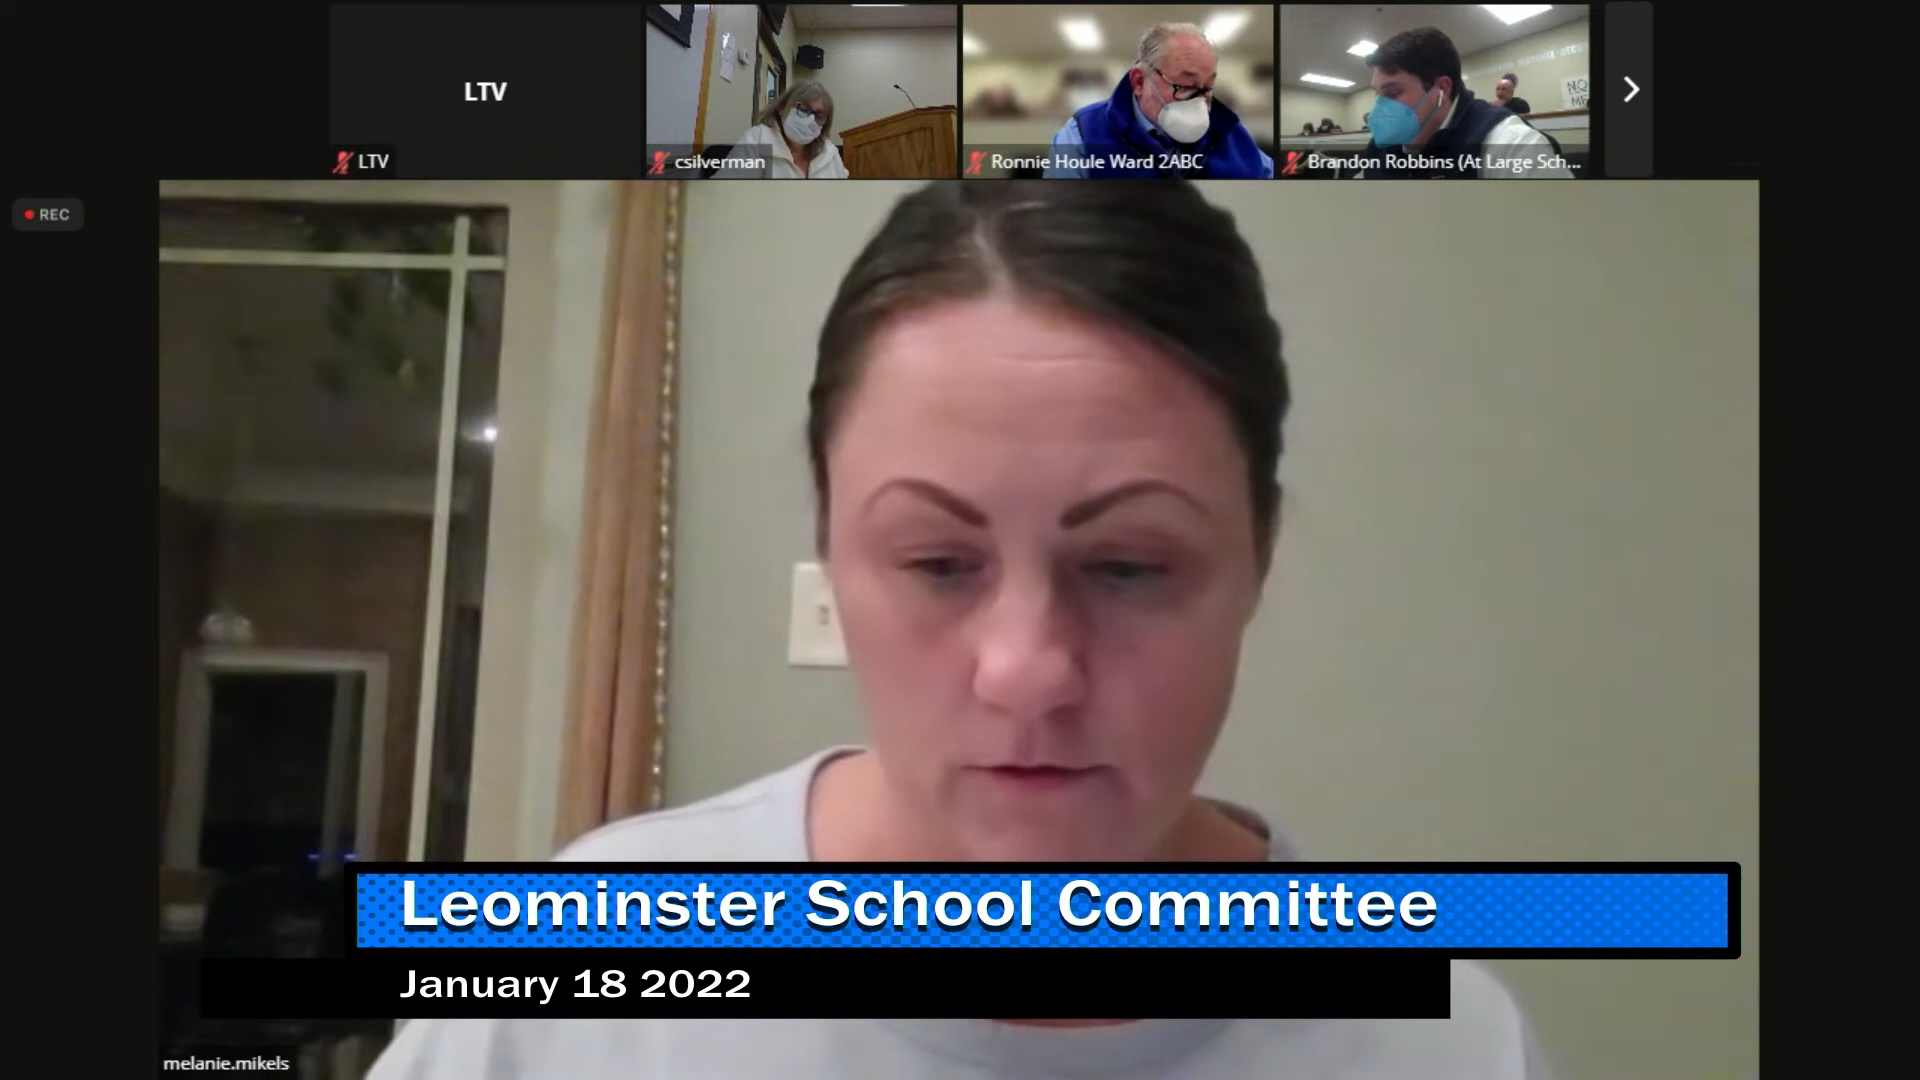 LTV
LTV
csilverman
Ronnie Houle Ward 2ABC
Brandon Robbins (At Large Sch...
NO
REC
Leominster School Committee
January 18 2022
melanie.mikels